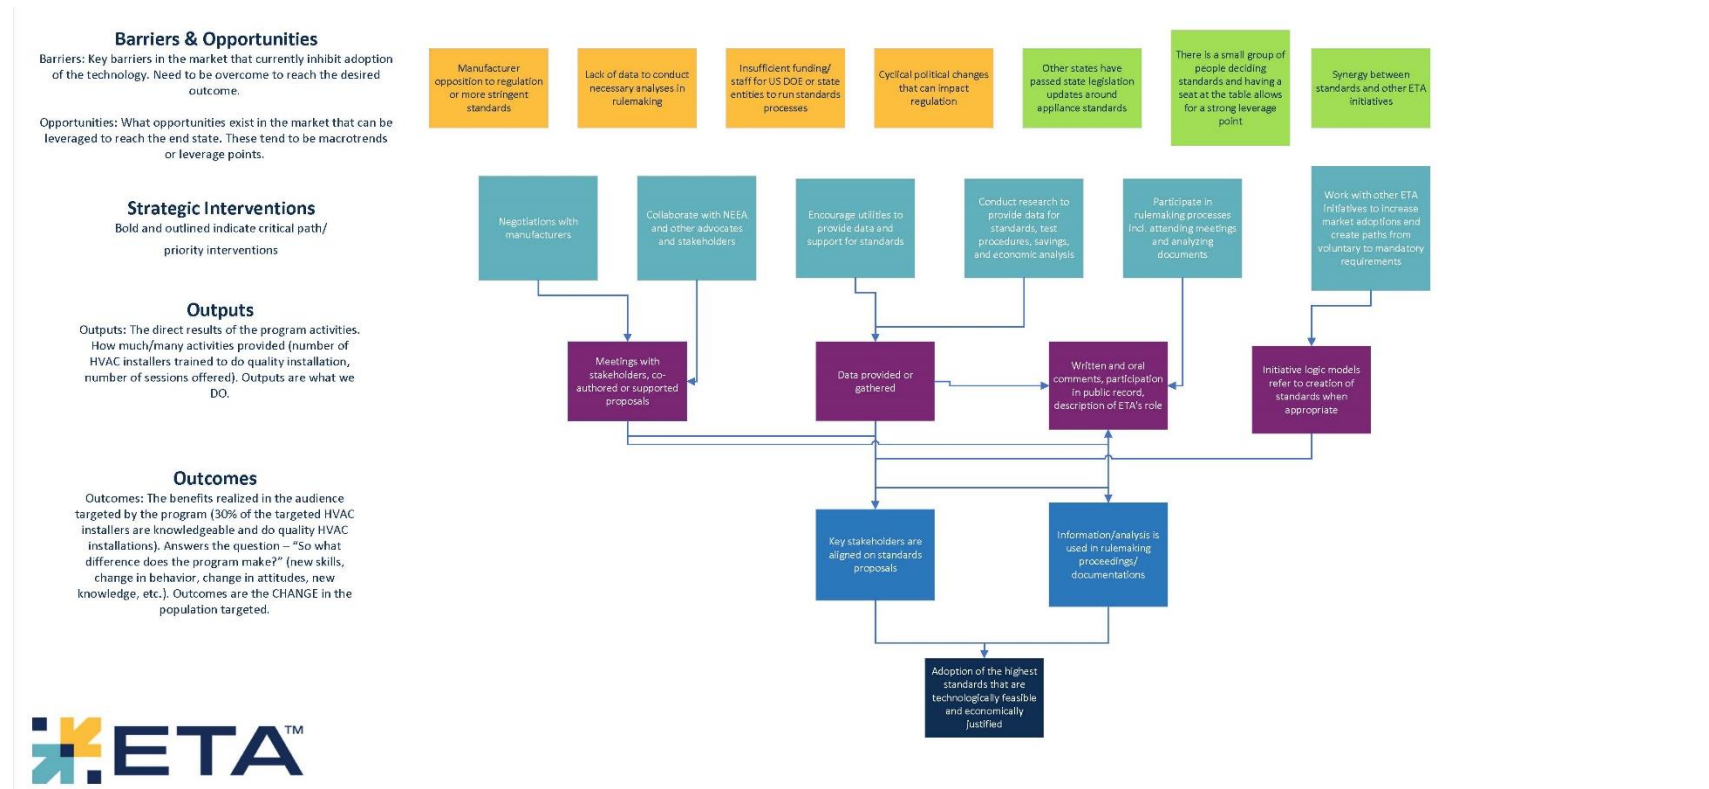 Barriers & Opportunities
Barriers: Key barriers in the market that currently inhibit adoption
of the technology. Need to be overcome to reach the desired
outcome.
Opportunities: What opportunities exist in the market that can be
leveraged to reach the end state. These tend to be macrotrends
or leverage points.
Manufacturer
opposition to regulation
or more stringent
standards
Lack of data to conduct
necessary analyses in
rulemaking
Insufficient funding/
staff for US DOE or state
entities to run standards
processes
Cyclical political changes
that can impact
regulation
Other states have
passed state legislation
updates around
appliance standards
There is a small group of
people deciding
standards and having a
seat at the table allows
for a strong leverage
point
Synergy between
standards and other ETA
initiatives
Strategic Interventions
Bold and outlined indicate critical path/
priority interventions
Negotiations with
manufacturers
Collaborate with NEEA
and other advocates
and stakeholders
Encourage utilities to
provide data and
support for standards
Conduct research to
provide data for
standards, test
procedures, savings,
and economic analysis
Participate in
rulemaking processes
incl. attending meetings
and analyzing
documents
Work with other ETA
initiatives to increase
market adoptions and
create paths from
voluntary to mandatory
requirements
Outputs
Outputs: The direct results of the program activities.
How much/many activities provided (number of
HVAC installers trained to do quality installation,
number of sessions offered). Outputs are what we
DO.
Meetings with
stakeholders, co-
authored or supported
proposals
Data provided or
gathered
Written and oral
comments, participation
in public record,
description of ETA's role
Initiative logic models
refer to creation of
standards when
appropriate
Outcomes
Outcomes: The benefits realized in the audience
targeted by the program (30% of the targeted HVAC
installers are knowledgeable and do quality HVAC
installations). Answers the question – “So what
difference does the program make?” (new skills,
change in behavior, change in attitudes, new
knowledge, etc.). Outcomes are the CHANGE in the
population targeted.
Key stakeholders are
aligned on standards
proposals
Information/analysis is
used in rulemaking
proceedings/
documentations
Adoption of the highest
standards that are
technologically feasible
and economically
justified
ETA™